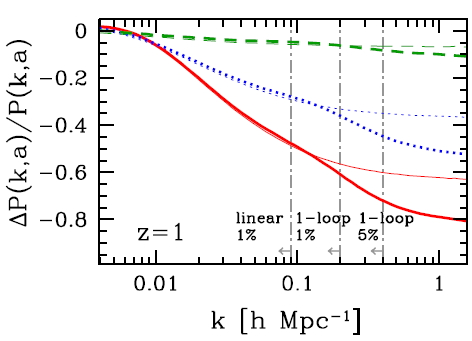 ΔP(k,a)/P(k,a)
0
−0.2
−0.4
−0.6
−0.8
linear 1−loop 1−loop
1% 1% 5%
z=1
0.01 0.1 1
k [h Mpc⁻¹]